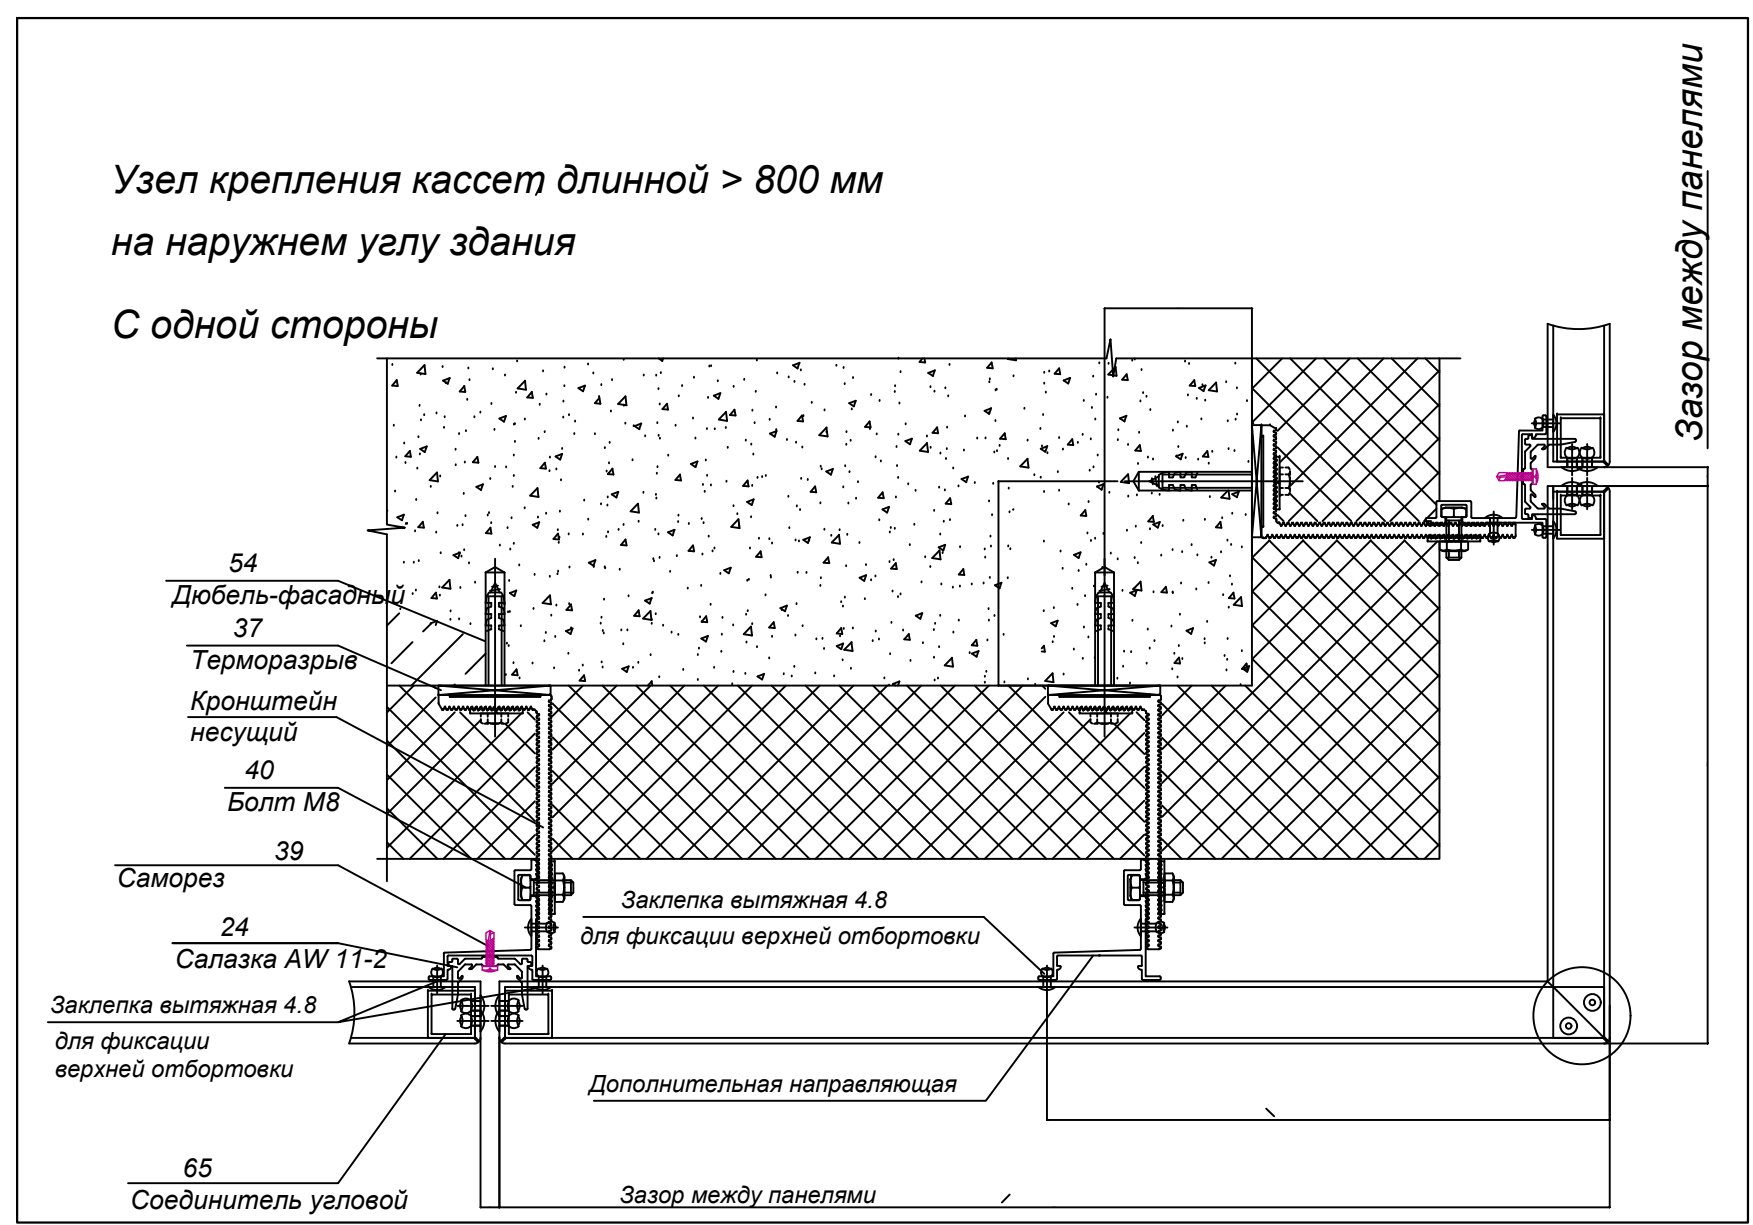 Узел крепления кассет длинной > 800 мм
на наружнем углу здания
С одной стороны
Зазор между панелями
54
Дюбель-фасадный
37
Терморазрыв
Кронштейн
несущий
40
Болт М8
39
Саморез
24
Салазка AW 11-2
Заклепка вытяжная 4.8
для фиксации
верхней отбортовки
65
Соединитель угловой
Заклепка вытяжная 4.8
для фиксации верхней отбортовки
Дополнительная направляющая
Зазор между панелями